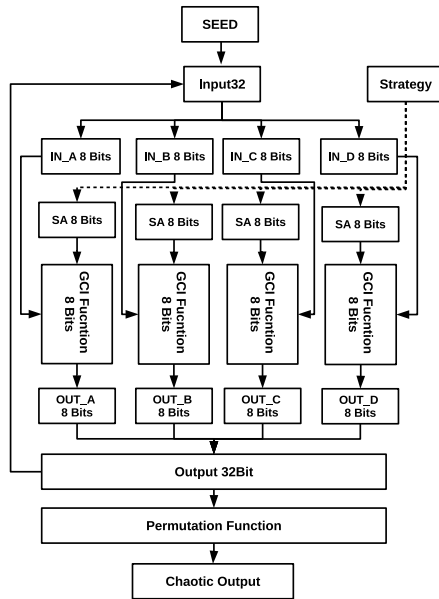 SEED
Input32
Strategy
IN_A 8 Bits
IN_B 8 Bits
IN_C 8 Bits
IN_D 8 Bits
SA 8 Bits
SA 8 Bits
SA 8 Bits
SA 8 Bits
GCI Fucntion
8 Bits
GCI Fucntion
8 Bits
GCI Fucntion
8 Bits
GCI Fucntion
8 Bits
OUT_A
8 Bits
OUT_B
8 Bits
OUT_C
8 Bits
OUT_D
8 Bits
Output 32Bit
Permutation Function
Chaotic Output